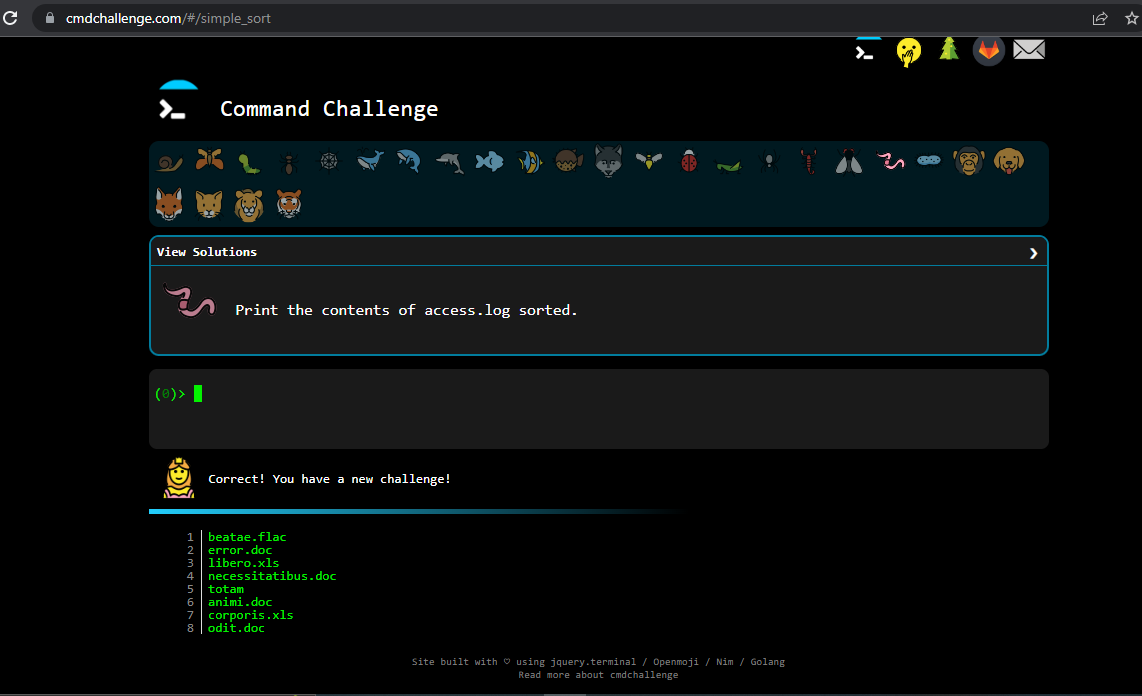 cmdchallenge.com/#/simple_sort
Command Challenge
View Solutions
Print the contents of access.log sorted.
(0)>
Correct! You have a new challenge!
1 beatae.flac
2 error.doc
3 libero.xls
4 necessitatibus.doc
5 totam
6 animi.doc
7 corporis.xls
8 odit.doc
Site built with ♡ using jquery.terminal / Openmoji / Nim / Golang
Read more about cmdchallenge